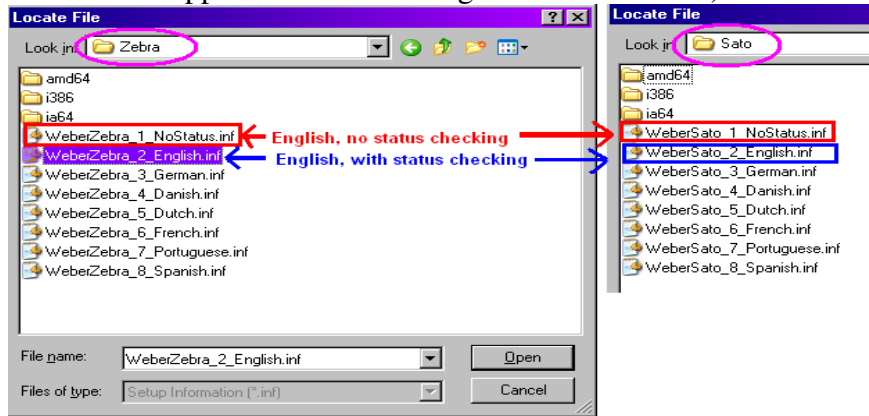 Locate File
Look in: Zebra
amd64
i386
ia64
WeberZebra_1_NoStatus.inf
WeberZebra_2_English.inf
WeberZebra_3_German.inf
WeberZebra_4_Danish.inf
WeberZebra_5_Dutch.inf
WeberZebra_6_French.inf
WeberZebra_7_Portuguese.inf
WeberZebra_8_Spanish.inf
File name: WeberZebra_2_English.inf Open
Files of type: Setup Information (*.inf) Cancel
English, no status checking
English, with status checking
Locate File
Look in Sato
amd64
i386
ia64
WeberSato_1_NoStatus.inf
WeberSato_2_English.inf
WeberSato_3_German.inf
WeberSato_4_Danish.inf
WeberSato_5_Dutch.inf
WeberSato_6_French.inf
WeberSato_7_Portuguese.inf
WeberSato_8_Spanish.inf